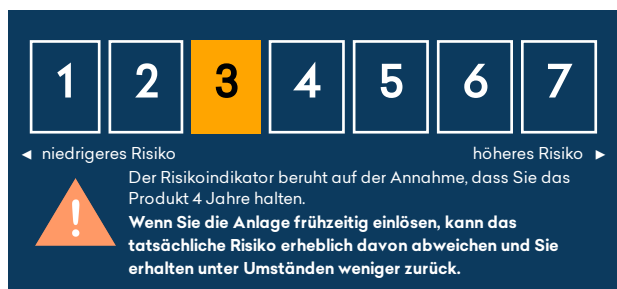 1 2 3 4 5 6 7
◄ niedrigeres Risiko höheres Risiko ►
Der Risikoindikator beruht auf der Annahme, dass Sie das
Produkt 4 Jahre halten.
Wenn Sie die Anlage frühzeitig einlösen, kann das
tatsächliche Risiko erheblich davon abweichen und Sie
erhalten unter Umständen weniger zurück.
!